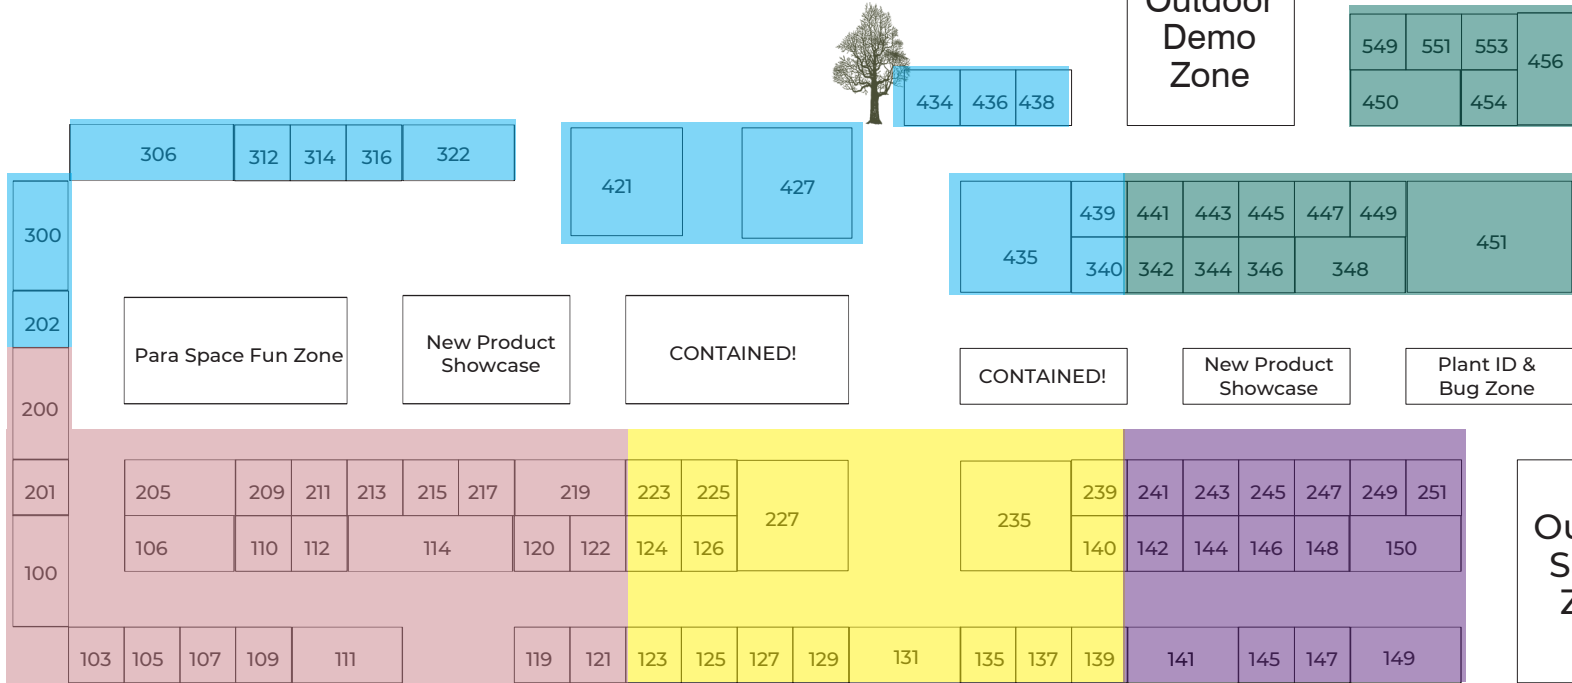 Outdoor
Demo
Zone
549 551 553 456
450 454
434 436 438
306 312 314 316 322
421 427
300
202
439 441 443 445 447 449 451
435 340 342 344 346 348
Para Space Fun Zone
New Product
Showcase
CONTAINED!
CONTAINED!
New Product
Showcase
Plant ID &
Bug Zone
200
201 205 209 211 213 215 217 219 223 225 227 235 239 241 243 245 247 249 251
106 110 112 114 120 122 124 126 140 142 144 146 148 150
100
103 105 107 109 111 119 121 123 125 127 129 131 135 137 139 141 145 147 149